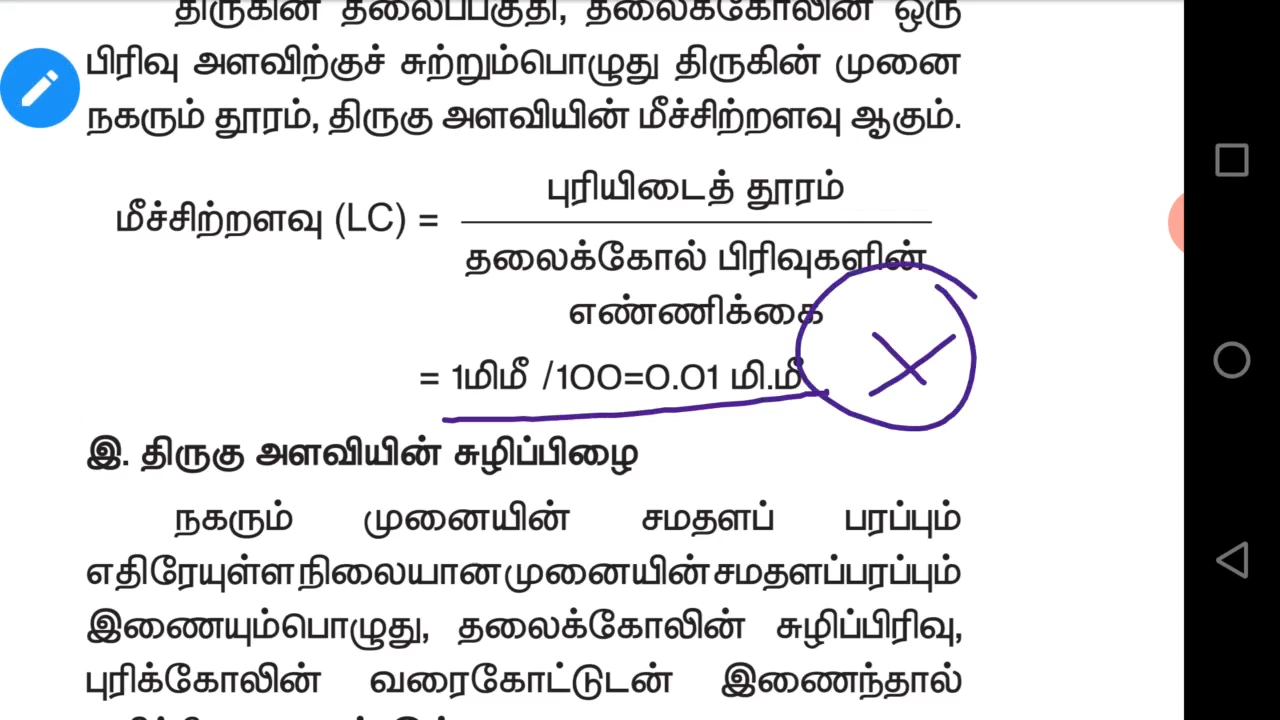 திருகின் தலைப்பகுதி, தலைக்கோலின் ஒரு
பிரிவு அளவிற்குச் சுற்றும்பொழுது திருகின் முனை
நகரும் தூரம், திருகு அளவியின் மீச்சிற்றளவு ஆகும்.
புரியிடைத் தூரம்
மீச்சிற்றளவு (LC) =
தலைக்கோல் பிரிவுகளின்
எண்ணிக்கை
= 1மிமீ /100=0.01 மி.மீ
இ. திருகு அளவியின் சுழிப்பிழை
நகரும் முனையின் சமதளப் பரப்பும்
எதிரேயுள்ள நிலையான முனையின் சமதளப்பரப்பும்
இணையும்பொழுது, தலைக்கோலின் சுழிப்பிரிவு,
புரிக்கோலின் வரைகோட்டுடன் இணைந்தால்